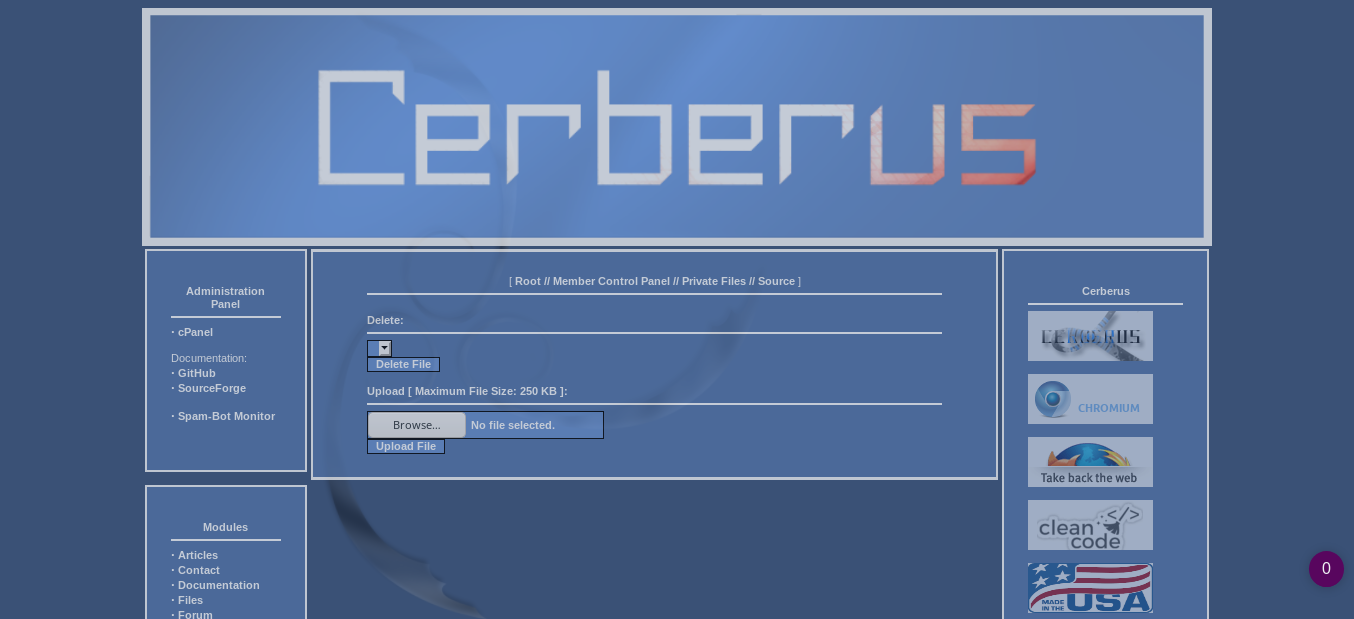 Cerberus
Administration
Panel
· cPanel
Documentation:
· GitHub
· SourceForge
· Spam-Bot Monitor
Modules
· Articles
· Contact
· Documentation
· Files
· Forum
[ Root // Member Control Panel // Private Files // Source ]
Delete:
Delete File
Upload [ Maximum File Size: 250 KB ]:
Browse... No file selected.
Upload File
Cerberus
CERBERUS
CHROMIUM
Take back the web
clean </>
code
MADE
IN THE USA
0